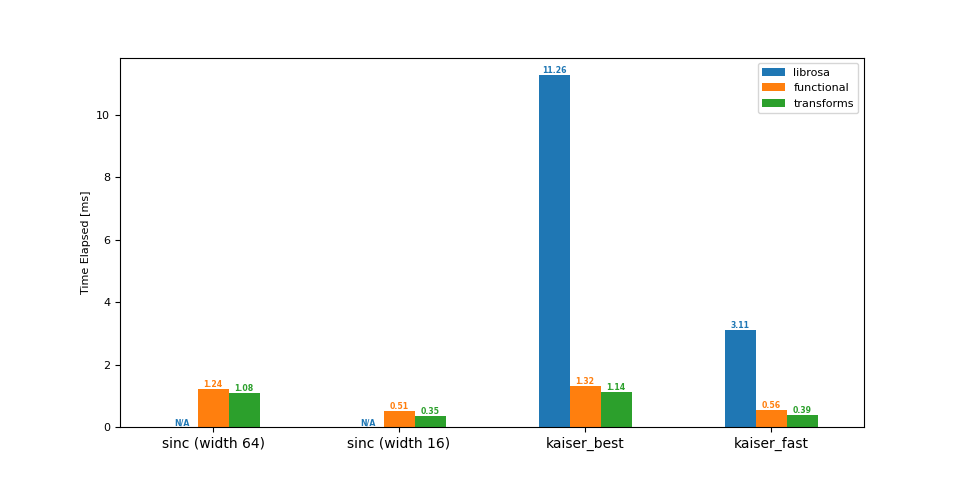 librosa
functional
transforms
Time Elapsed [ms]
10
8
6
4
2
0
N/A
1.24
1.08
N/A
0.51
0.35
11.26
1.32
1.14
3.11
0.56
0.39
sinc (width 64)
sinc (width 16)
kaiser_best
kaiser_fast